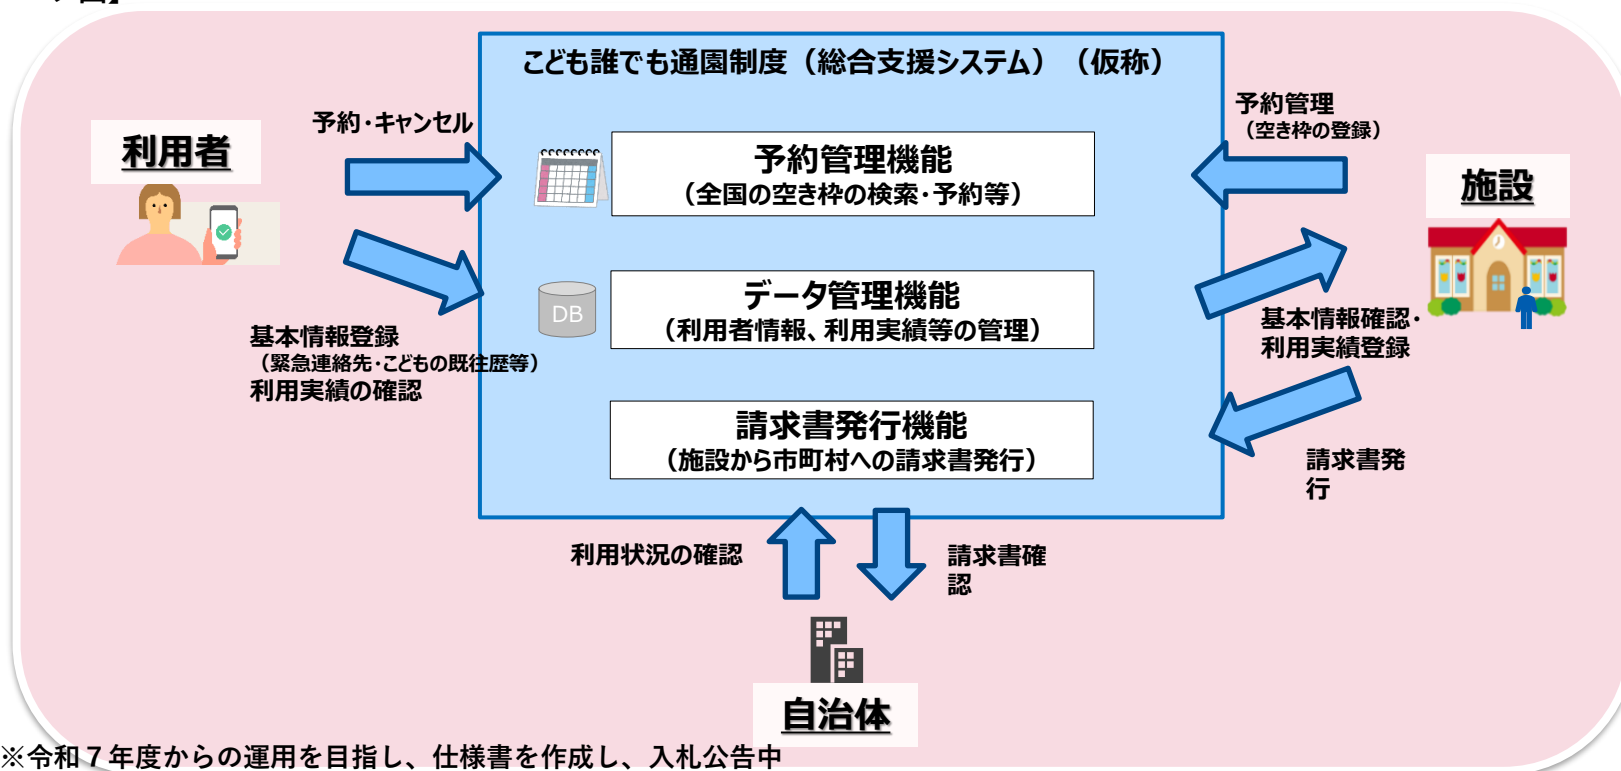 図】
こども誰でも通園制度（総合支援システム）（仮称）
予約・キャンセル
予約管理
（空き枠の登録）
利用者
予約管理機能
（全国の空き枠の検索・予約等）
施設
データ管理機能
（利用者情報、利用実績等の管理）
DB
基本情報登録
（緊急連絡先・こどもの既往歴等）
利用実績の確認
基本情報確認・
利用実績登録
請求書発行機能
（施設から市町村への請求書発行）
請求書発
行
利用状況の確認
請求書確
認
自治体
※令和７年度からの運用を目指し、仕様書を作成し、入札公告中